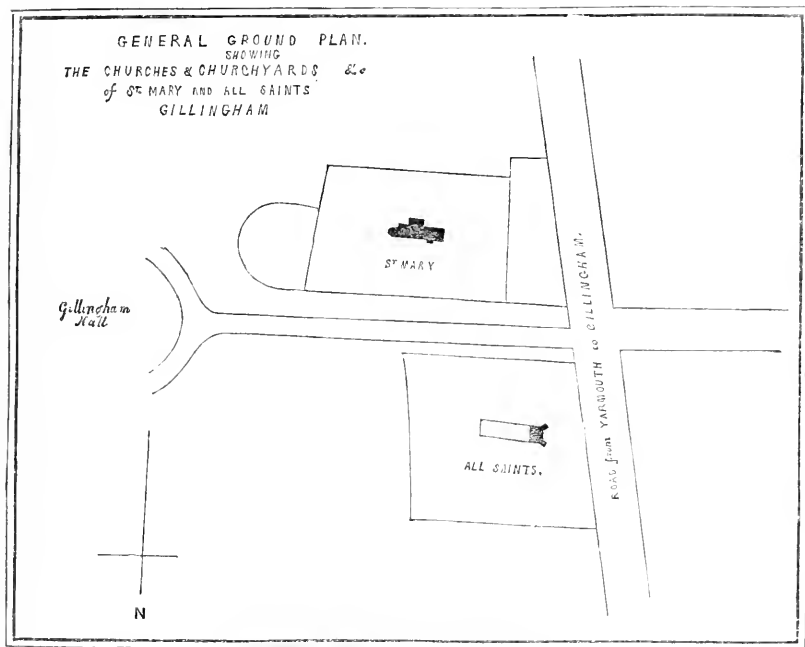 GENERAL GROUND PLAN.
SHOWING
THE CHURCHES & CHURCHYARDS &c
of ST MARY AND ALL SAINTS
GILLINGHAM
ST MARY
Gillingham
Hall
ROAD from YARMOUTH to GILLINGHAM.
ALL SAINTS.
N